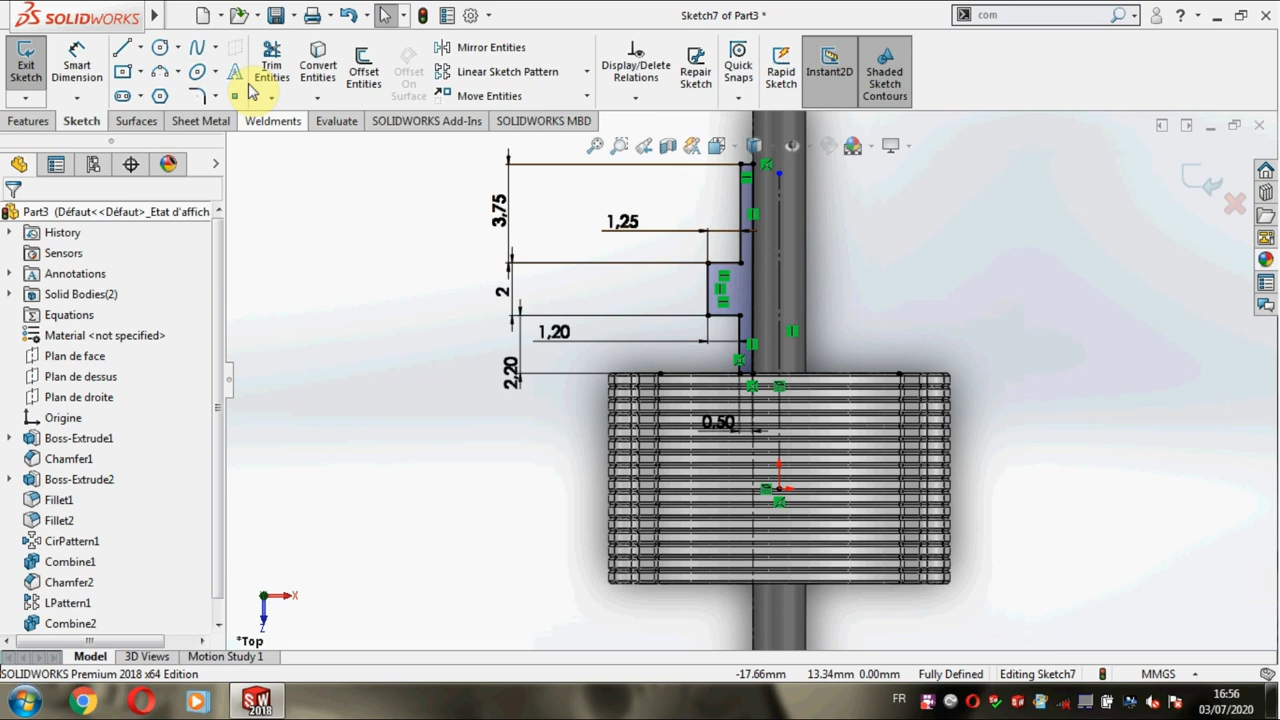 SOLIDWORKS
Sketch7 of Part3 *
com
Exit Sketch
Smart Dimension
Trim Entities
Convert Entities
Offset Entities
Offset On Surface
Mirror Entities
Linear Sketch Pattern
Move Entities
Display/Delete Relations
Repair Sketch
Quick Snaps
Rapid Sketch
Instant2D
Shaded Sketch Contours
Features
Sketch
Surfaces
Sheet Metal
Weldments
Evaluate
SOLIDWORKS Add-Ins
SOLIDWORKS MBD
Part3 (Défaut<<Défaut>_Etat d'affich
History
Sensors
Annotations
Solid Bodies(2)
Equations
Material <not specified>
Plan de face
Plan de dessus
Plan de droite
Origine
Boss-Extrude1
Chamfer1
Boss-Extrude2
Fillet1
Fillet2
CirPattern1
Combine1
Chamfer2
LPattern1
Combine2
3,75
1,25
2
1,20
2,20
0,50
X
Z
*Top
Model
3D Views
Motion Study 1
SOLIDWORKS Premium 2018 x64 Edition
-17.66mm
13.34mm 0.00mm
Fully Defined
Editing Sketch7
MMGS
SW
2018
FR
16:56
03/07/2020